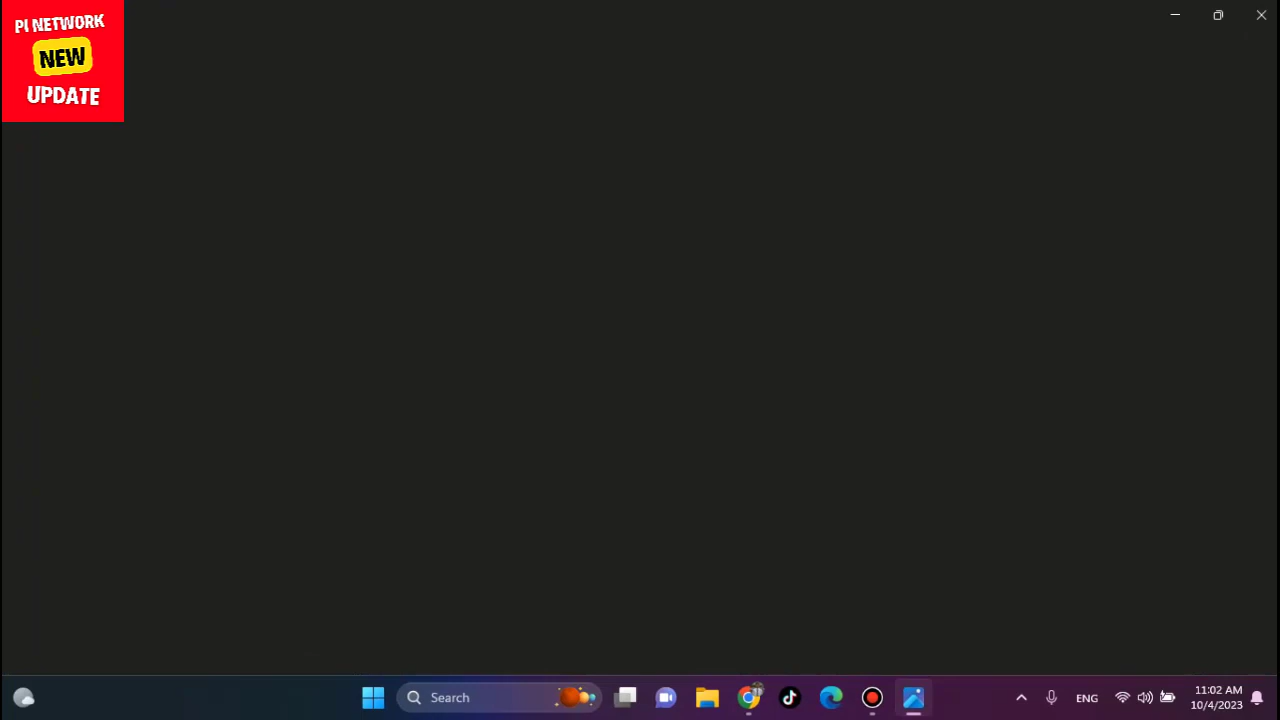 PI NETWORK
NEW
UPDATE
Search
ENG
11:02 AM
10/4/2023